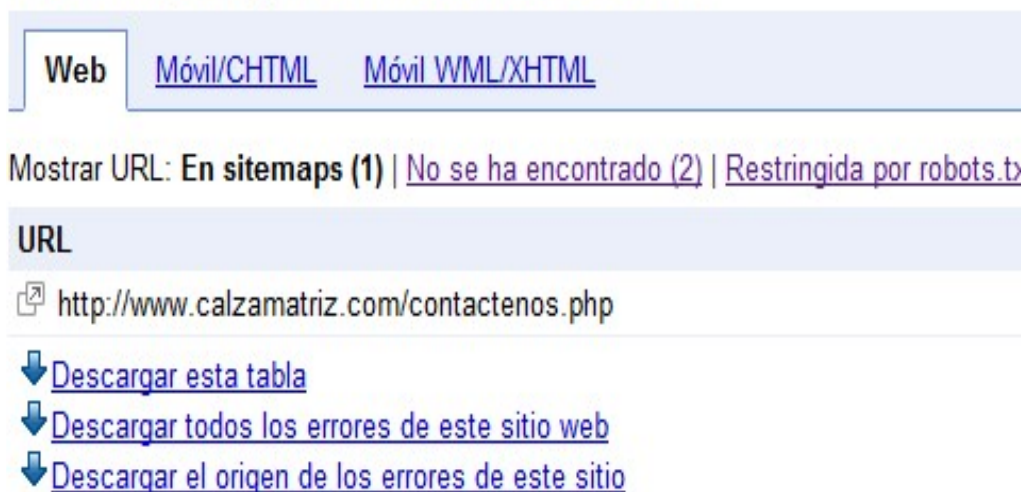 Web Móvil/CHTML Móvil WML/XHTML
Mostrar URL: En sitemaps (1) | No se ha encontrado (2) | Restringida por robots.tx
URL
http://www.calzamatriz.com/contactenos.php
Descargar esta tabla
Descargar todos los errores de este sitio web
Descargar el origen de los errores de este sitio